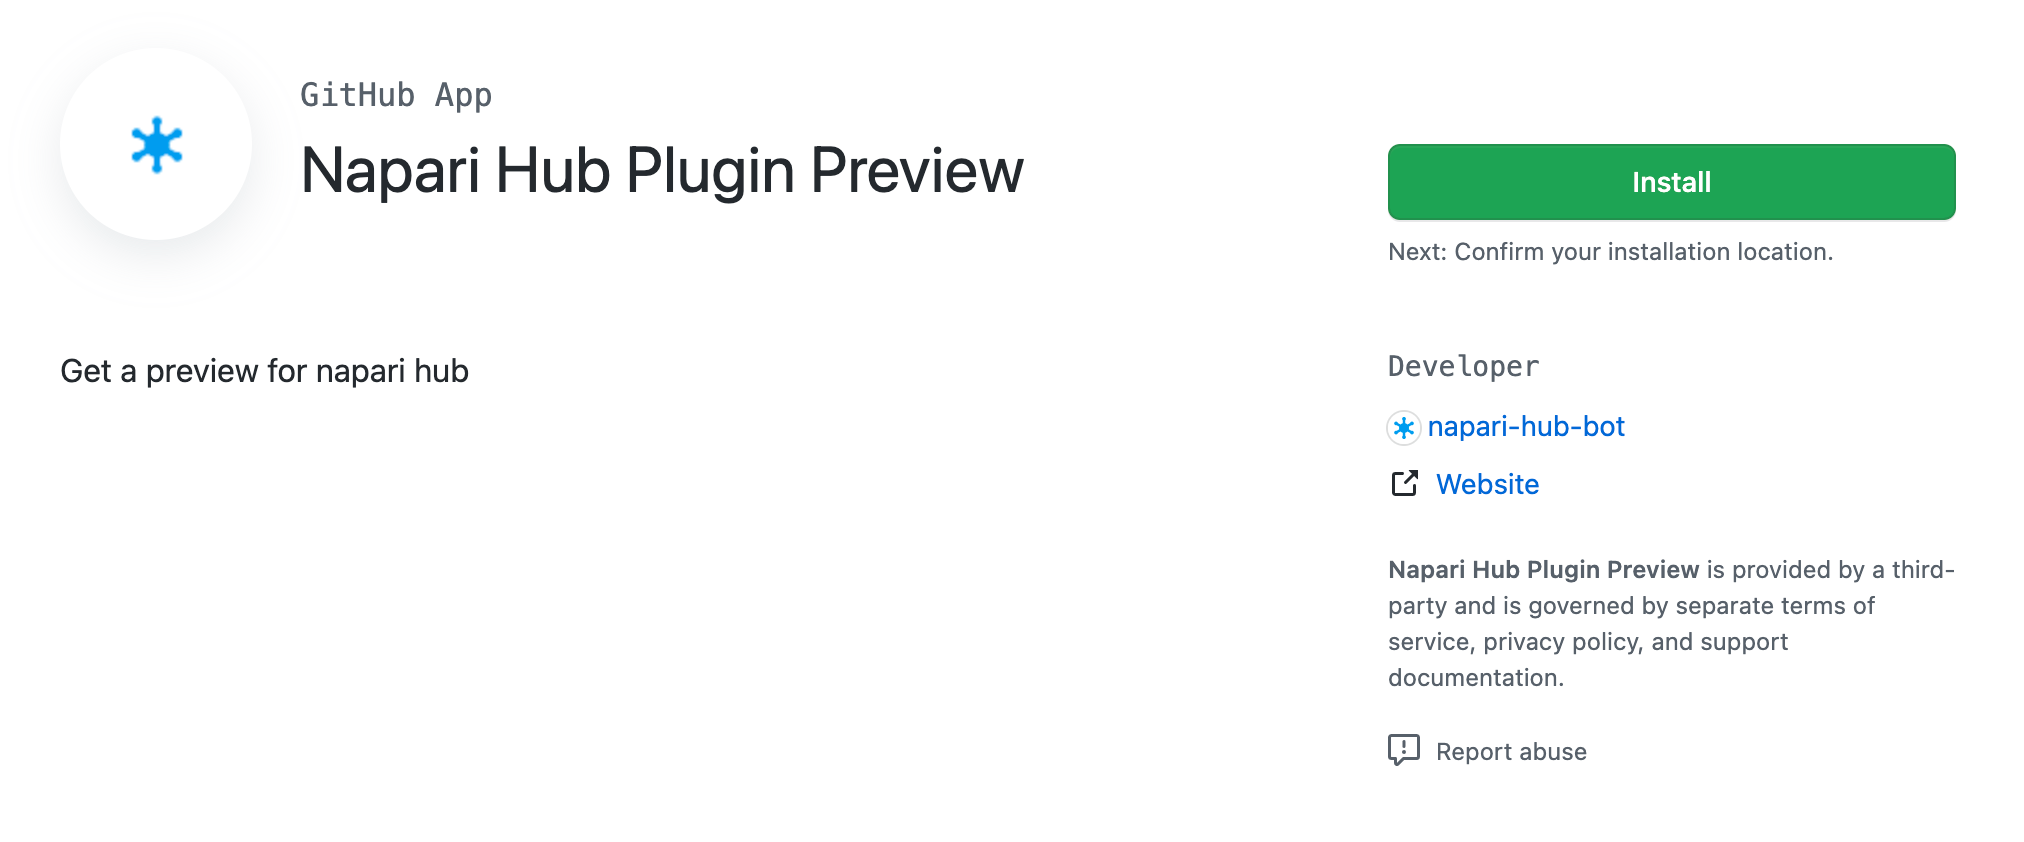 GitHub App
Napari Hub Plugin Preview
Get a preview for napari hub
Install
Next: Confirm your installation location.
Developer
napari-hub-bot
Website
Napari Hub Plugin Preview is provided by a third-
party and is governed by separate terms of
service, privacy policy, and support
documentation.
Report abuse